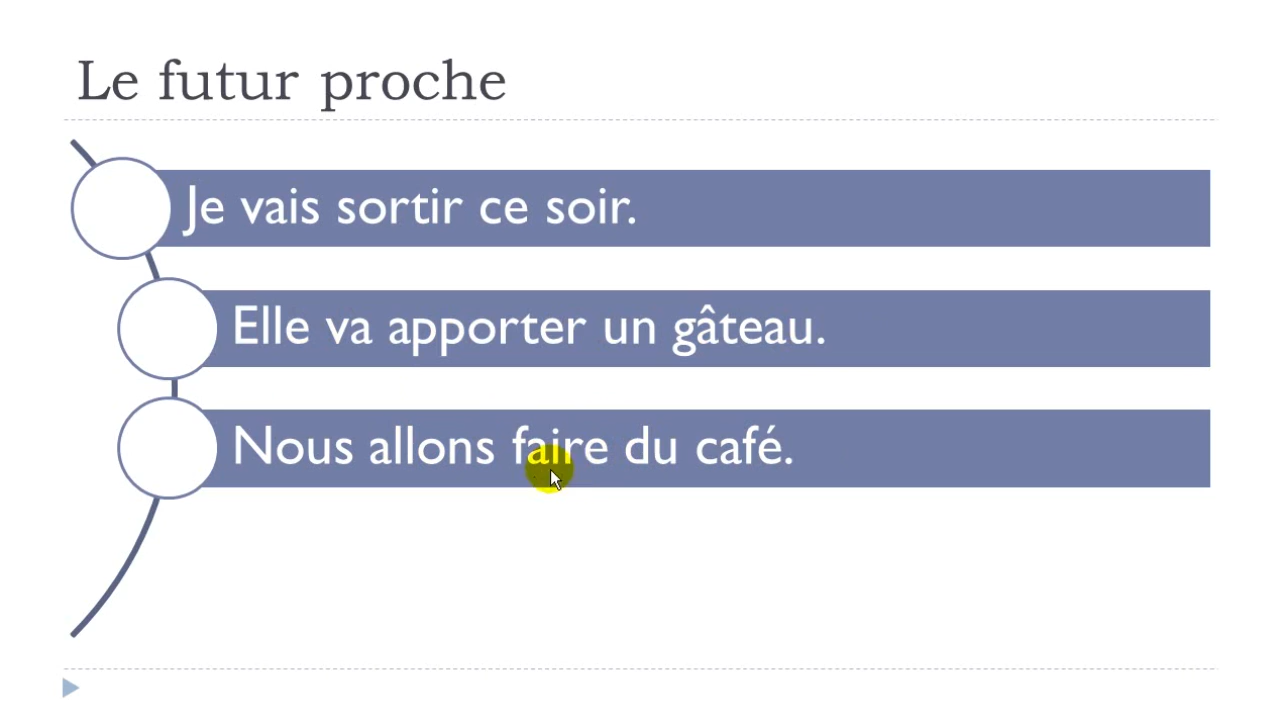 Le futur proche
Je vais sortir ce soir.
Elle va apporter un gâteau.
Nous allons faire du café.